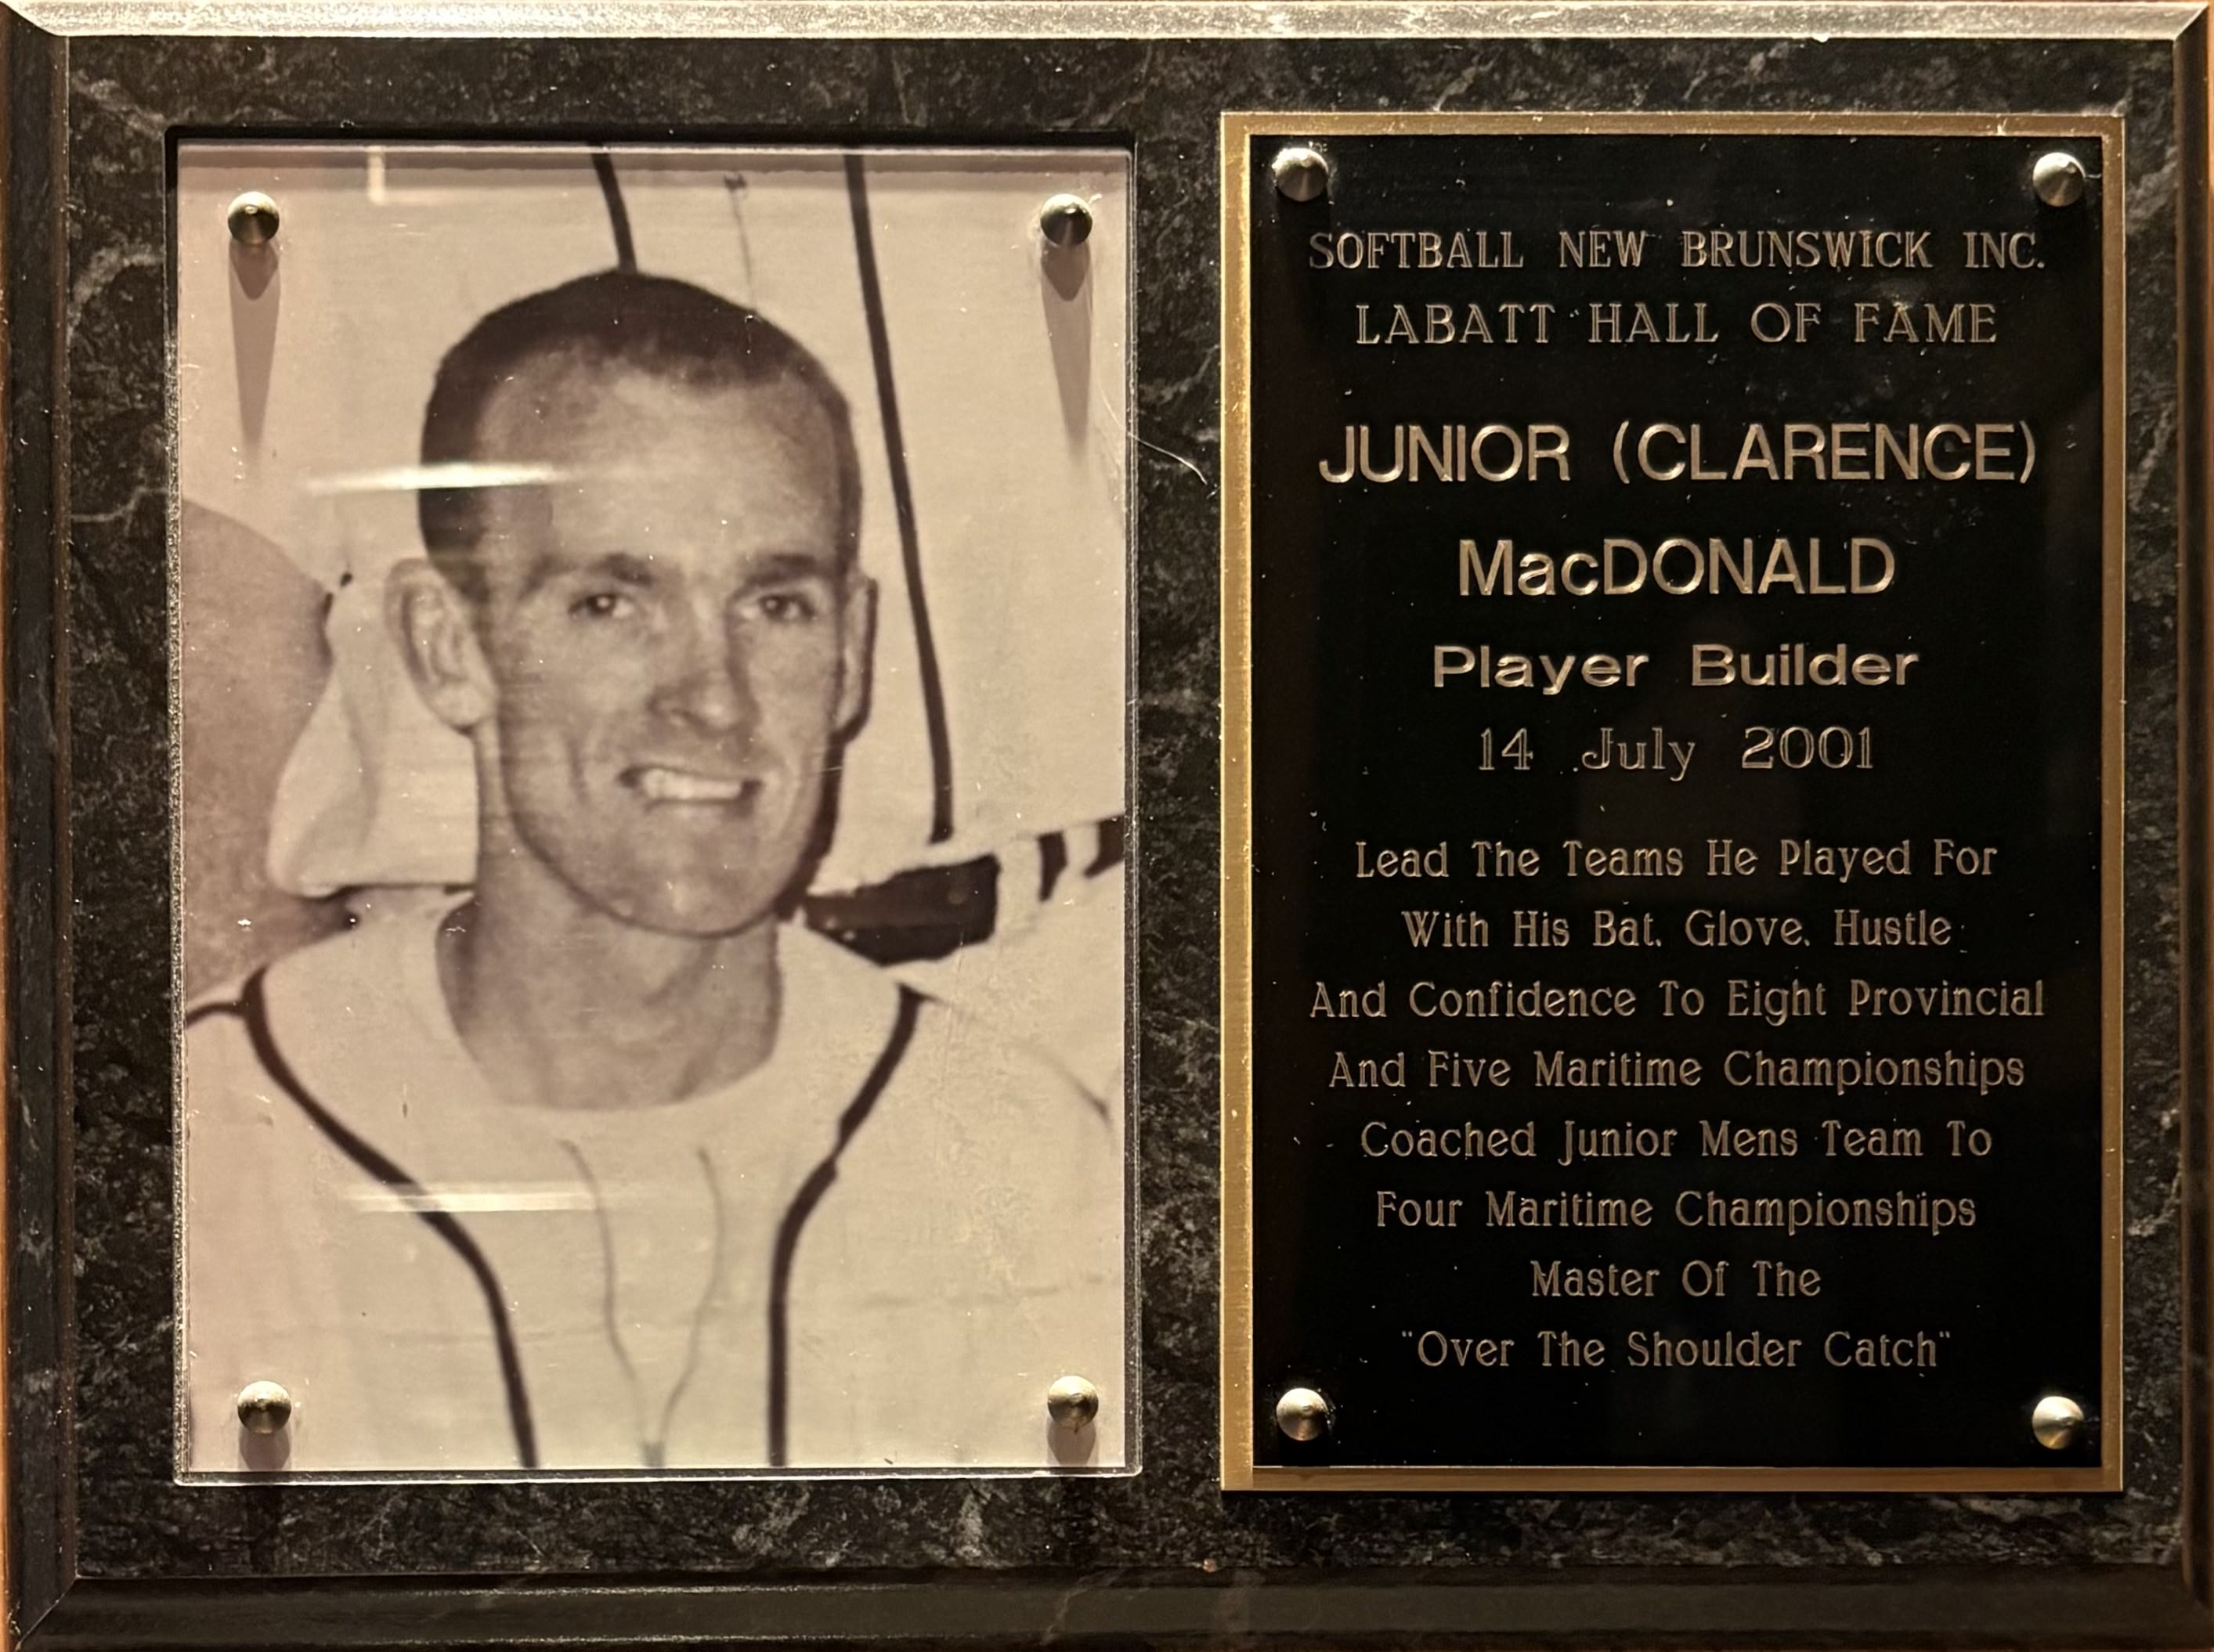 SOFTBALL NEW BRUNSWICK INC.
LABATT HALL OF FAME
JUNIOR (CLARENCE)
MacDONALD
Player Builder
14 July 2001
Lead The Teams He Played For
With His Bat, Glove, Hustle
And Confidence To Eight Provincial
And Five Maritime Championships
Coached Junior Mens Team To
Four Maritime Championships
Master Of The
"Over The Shoulder Catch"